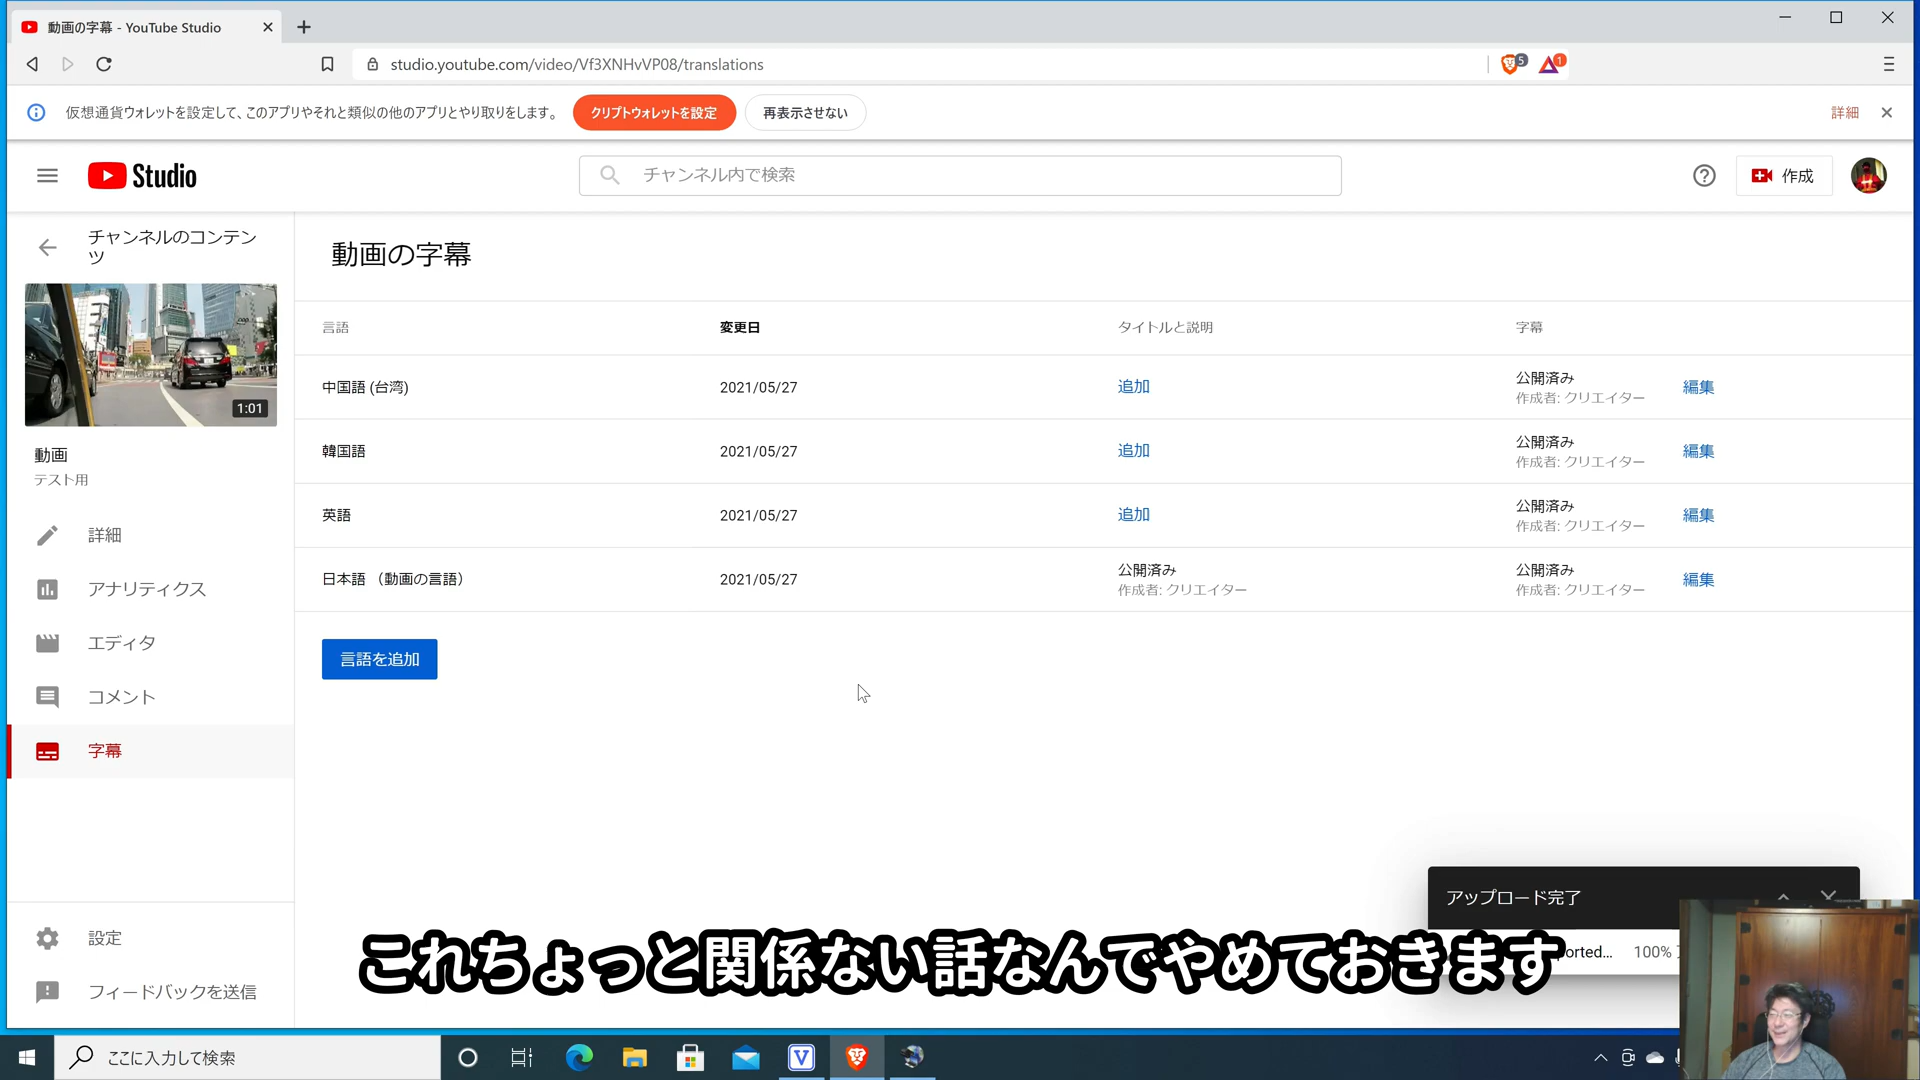 動画の字幕 - YouTube Studio
studio.youtube.com/video/Vf3XNHvVP08/translations
5
1
仮想通貨ウォレットを設定して、このアプリやそれと類似の他のアプリとやり取りをします。
クリプトウォレットを設定
再表示させない
詳細
Studio
チャンネル内で検索
作成
チャンネルのコンテン
ツ
1:01
動画
テスト用
詳細
アナリティクス
エディタ
コメント
字幕
設定
フィードバックを送信
動画の字幕
言語 変更日 タイトルと説明 字幕
中国語 (台湾) 2021/05/27 追加 公開済み 編集
作成者: クリエイター
韓国語 2021/05/27 追加 公開済み 編集
作成者: クリエイター
英語 2021/05/27 追加 公開済み 編集
作成者: クリエイター
日本語 （動画の言語） 2021/05/27 公開済み 公開済み 編集
作成者: クリエイター 作成者: クリエイター
言語を追加
アップロード完了
ported... 100%
これちょっと関係ない話なんでやめておきます
ここに入力して検索